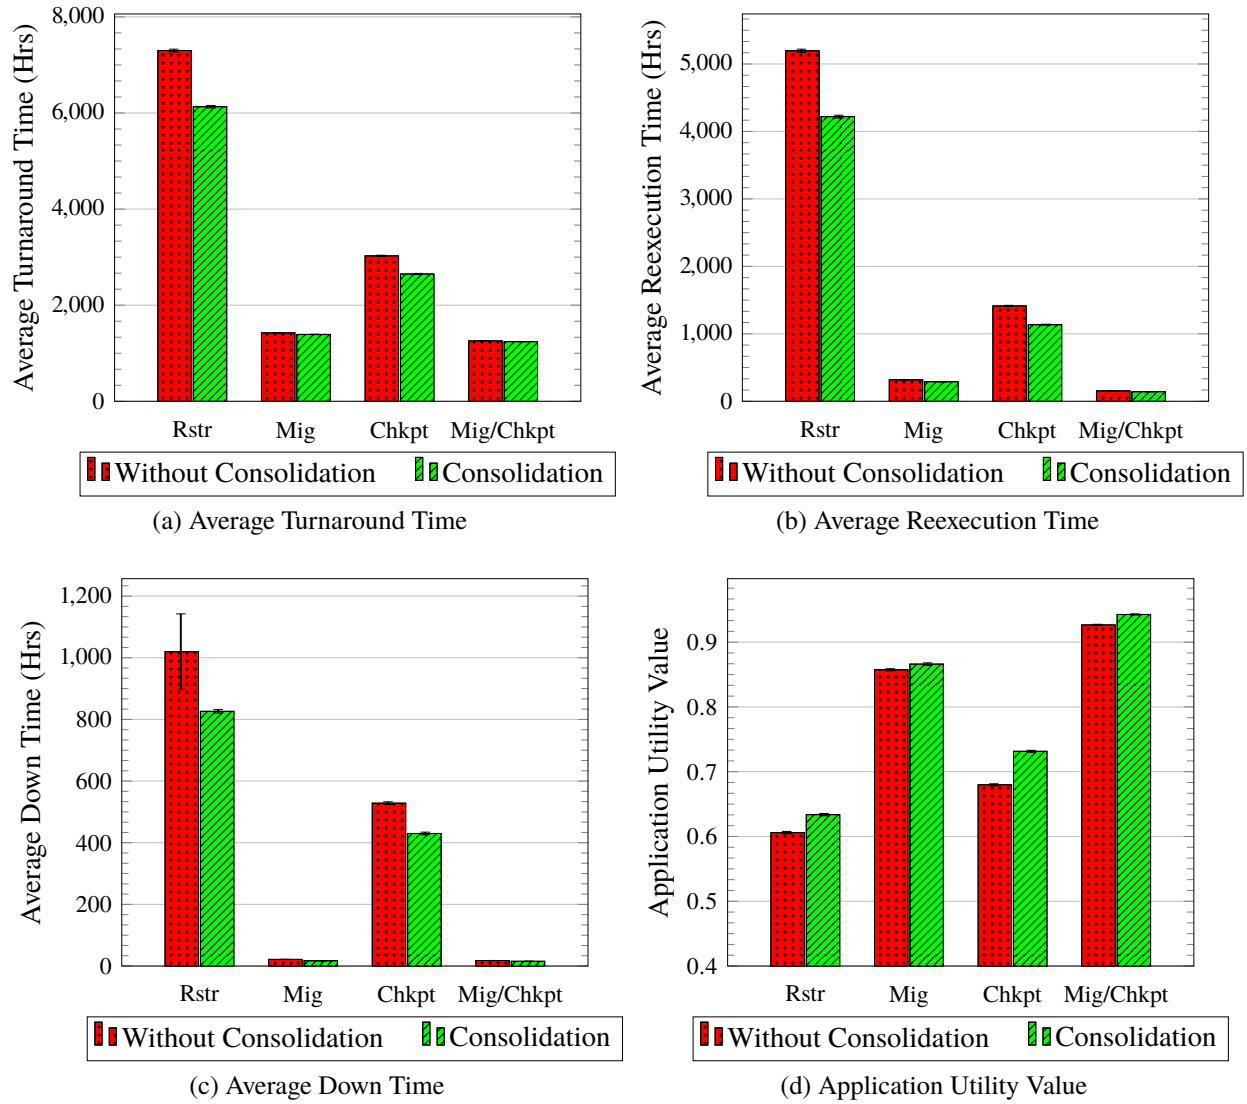 8,000
6,000
4,000
2,000
0
Average Turnaround Time (Hrs)
Rstr Mig Chkpt Mig/Chkpt
Without Consolidation Consolidation
(a) Average Turnaround Time
5,000
4,000
3,000
2,000
1,000
0
Average Reexecution Time (Hrs)
Rstr Mig Chkpt Mig/Chkpt
Without Consolidation Consolidation
(b) Average Reexecution Time
1,200
1,000
800
600
400
200
0
Average Down Time (Hrs)
Rstr Mig Chkpt Mig/Chkpt
Without Consolidation Consolidation
(c) Average Down Time
0.9
0.8
0.7
0.6
0.5
0.4
Application Utility Value
Rstr Mig Chkpt Mig/Chkpt
Without Consolidation Consolidation
(d) Application Utility Value